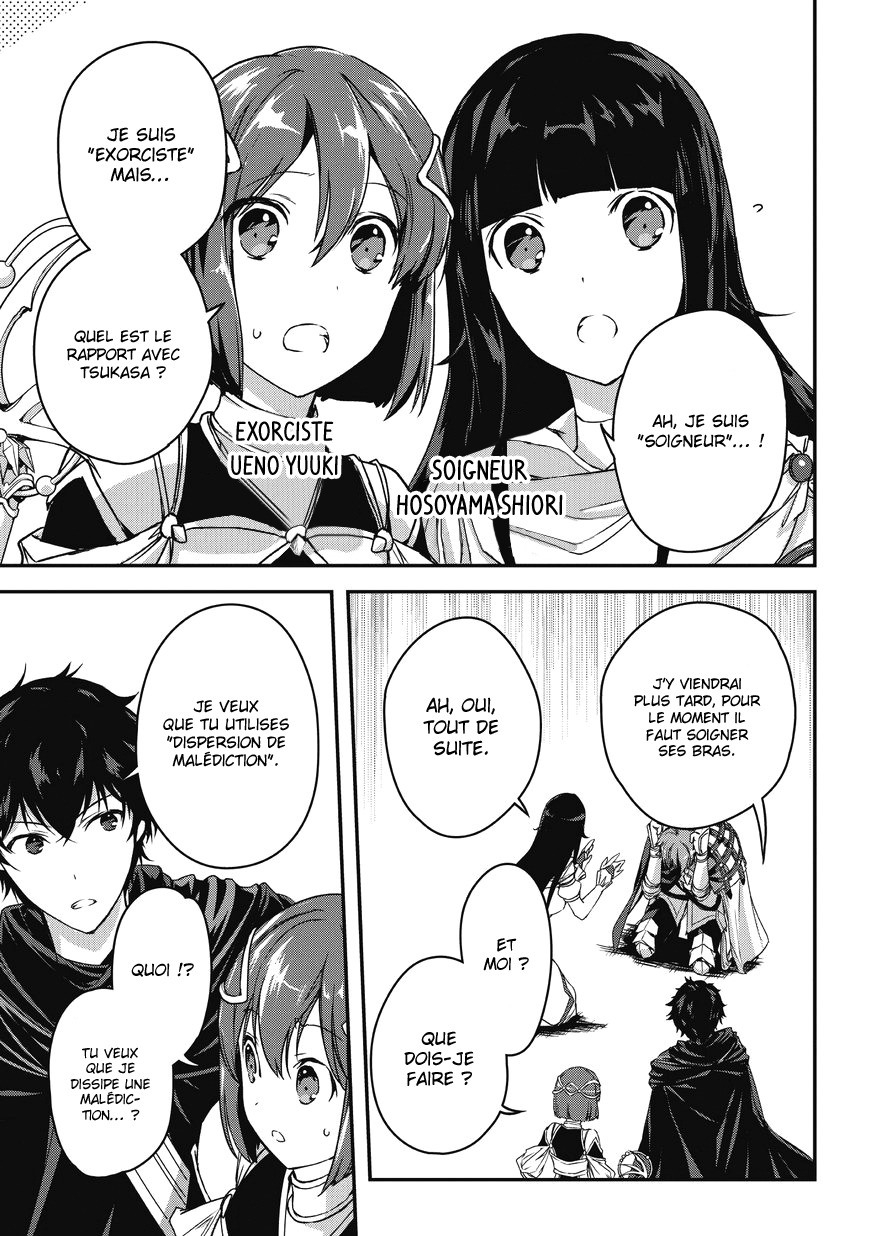 AH, JE SUIS
"SOIGNEUR"... !
JE SUIS
"EXORCISTE"
MAIS...
QUEL EST LE
RAPPORT AVEC
TSUKASA ?
SOIGNEUR
HOSOYAMA SHIORI
EXORCISTE
UENO YUUKI
J'Y VIENDRAI
PLUS TARD, POUR
LE MOMENT IL
FAUT SOIGNER
SES BRAS.
AH, OUI,
TOUT DE
SUITE.
ET
MOI ?
QUE
DOIS-JE
FAIRE ?
JE VEUX
QUE TU UTILISES
"DISPERSION DE
MALÉDICTION".
QUOI !?
TU VEUX
QUE JE
DISSIPE UNE
MALÉDIC-
TION... ?